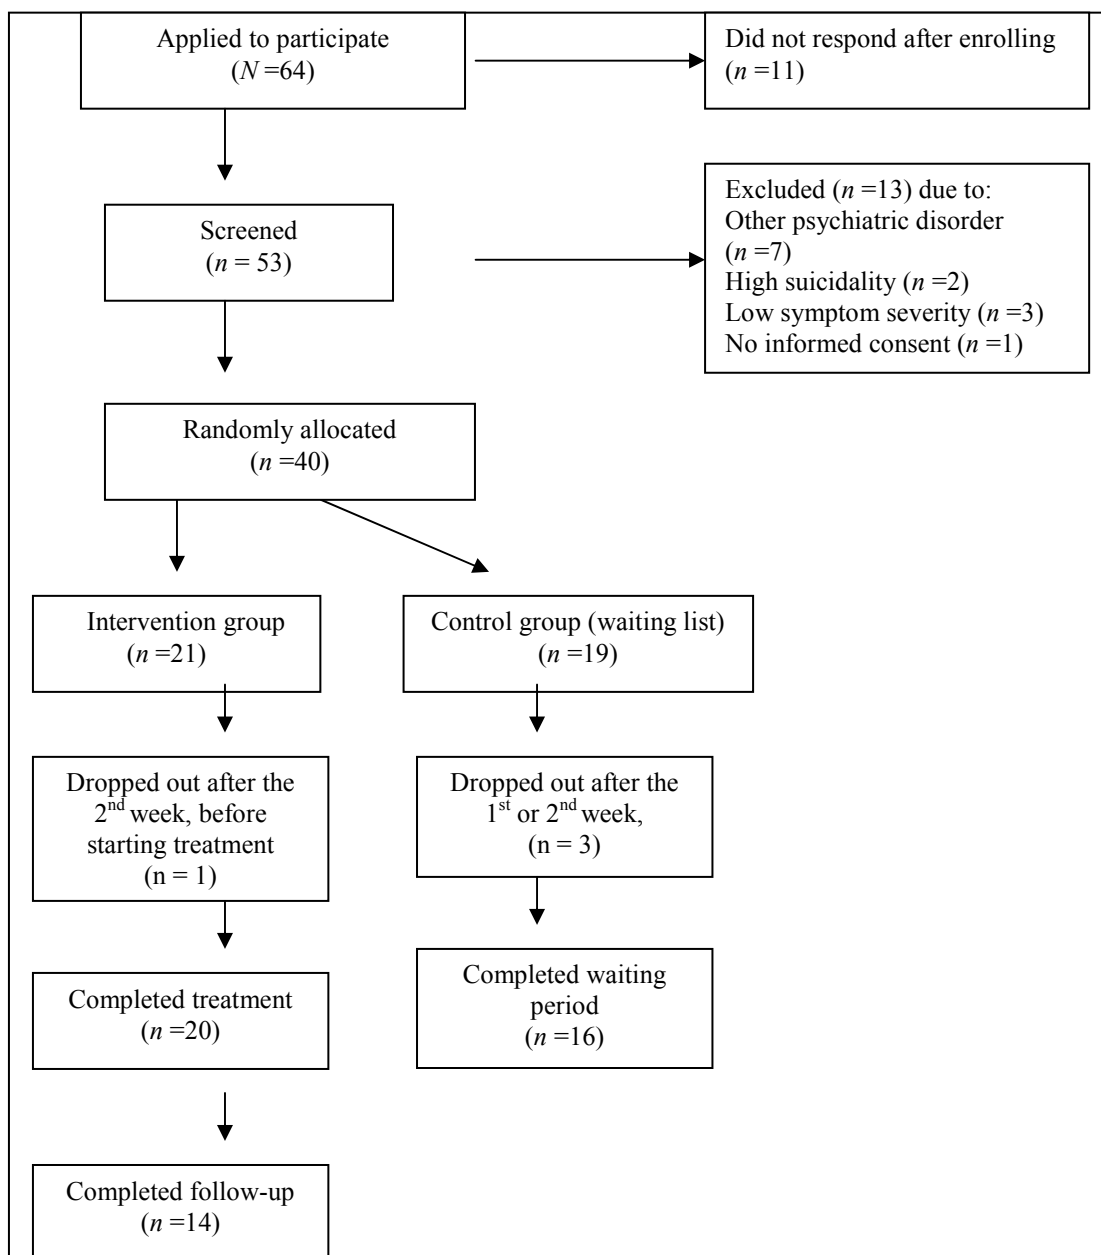 Applied to participate
(N =64)
Did not respond after enrolling
(n =11)
Screened
(n = 53)
Excluded (n =13) due to:
Other psychiatric disorder
(n =7)
High suicidality (n =2)
Low symptom severity (n =3)
No informed consent (n =1)
Randomly allocated
(n =40)
Intervention group
(n =21)
Control group (waiting list)
(n =19)
Dropped out after the
2nd week, before
starting treatment
(n = 1)
Dropped out after the
1st or 2nd week,
(n = 3)
Completed treatment
(n =20)
Completed waiting
period
(n =16)
Completed follow-up
(n =14)